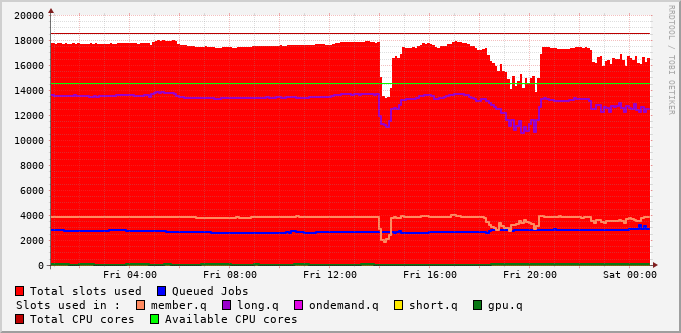 20000
18000
16000
14000
12000
10000
8000
6000
4000
2000
0
Fri 04:00 Fri 08:00 Fri 12:00 Fri 16:00 Fri 20:00 Sat 00:00
Total slots used Queued Jobs
Slots used in : member.q long.q ondemand.q short.q gpu.q
Total CPU cores Available CPU cores
RRDTOOL / TOBI OETIKER